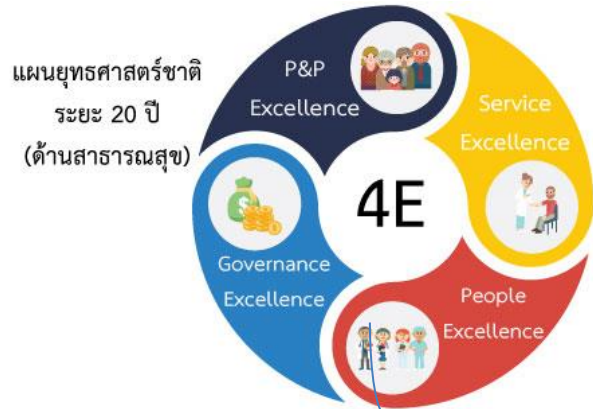 แผนยุทธศาสตร์ชาติ
ระยะ 20 ปี
(ด้านสาธารณสุข)
P&P
Excellence
Service
Excellence
4E
Governance
Excellence
People
Excellence